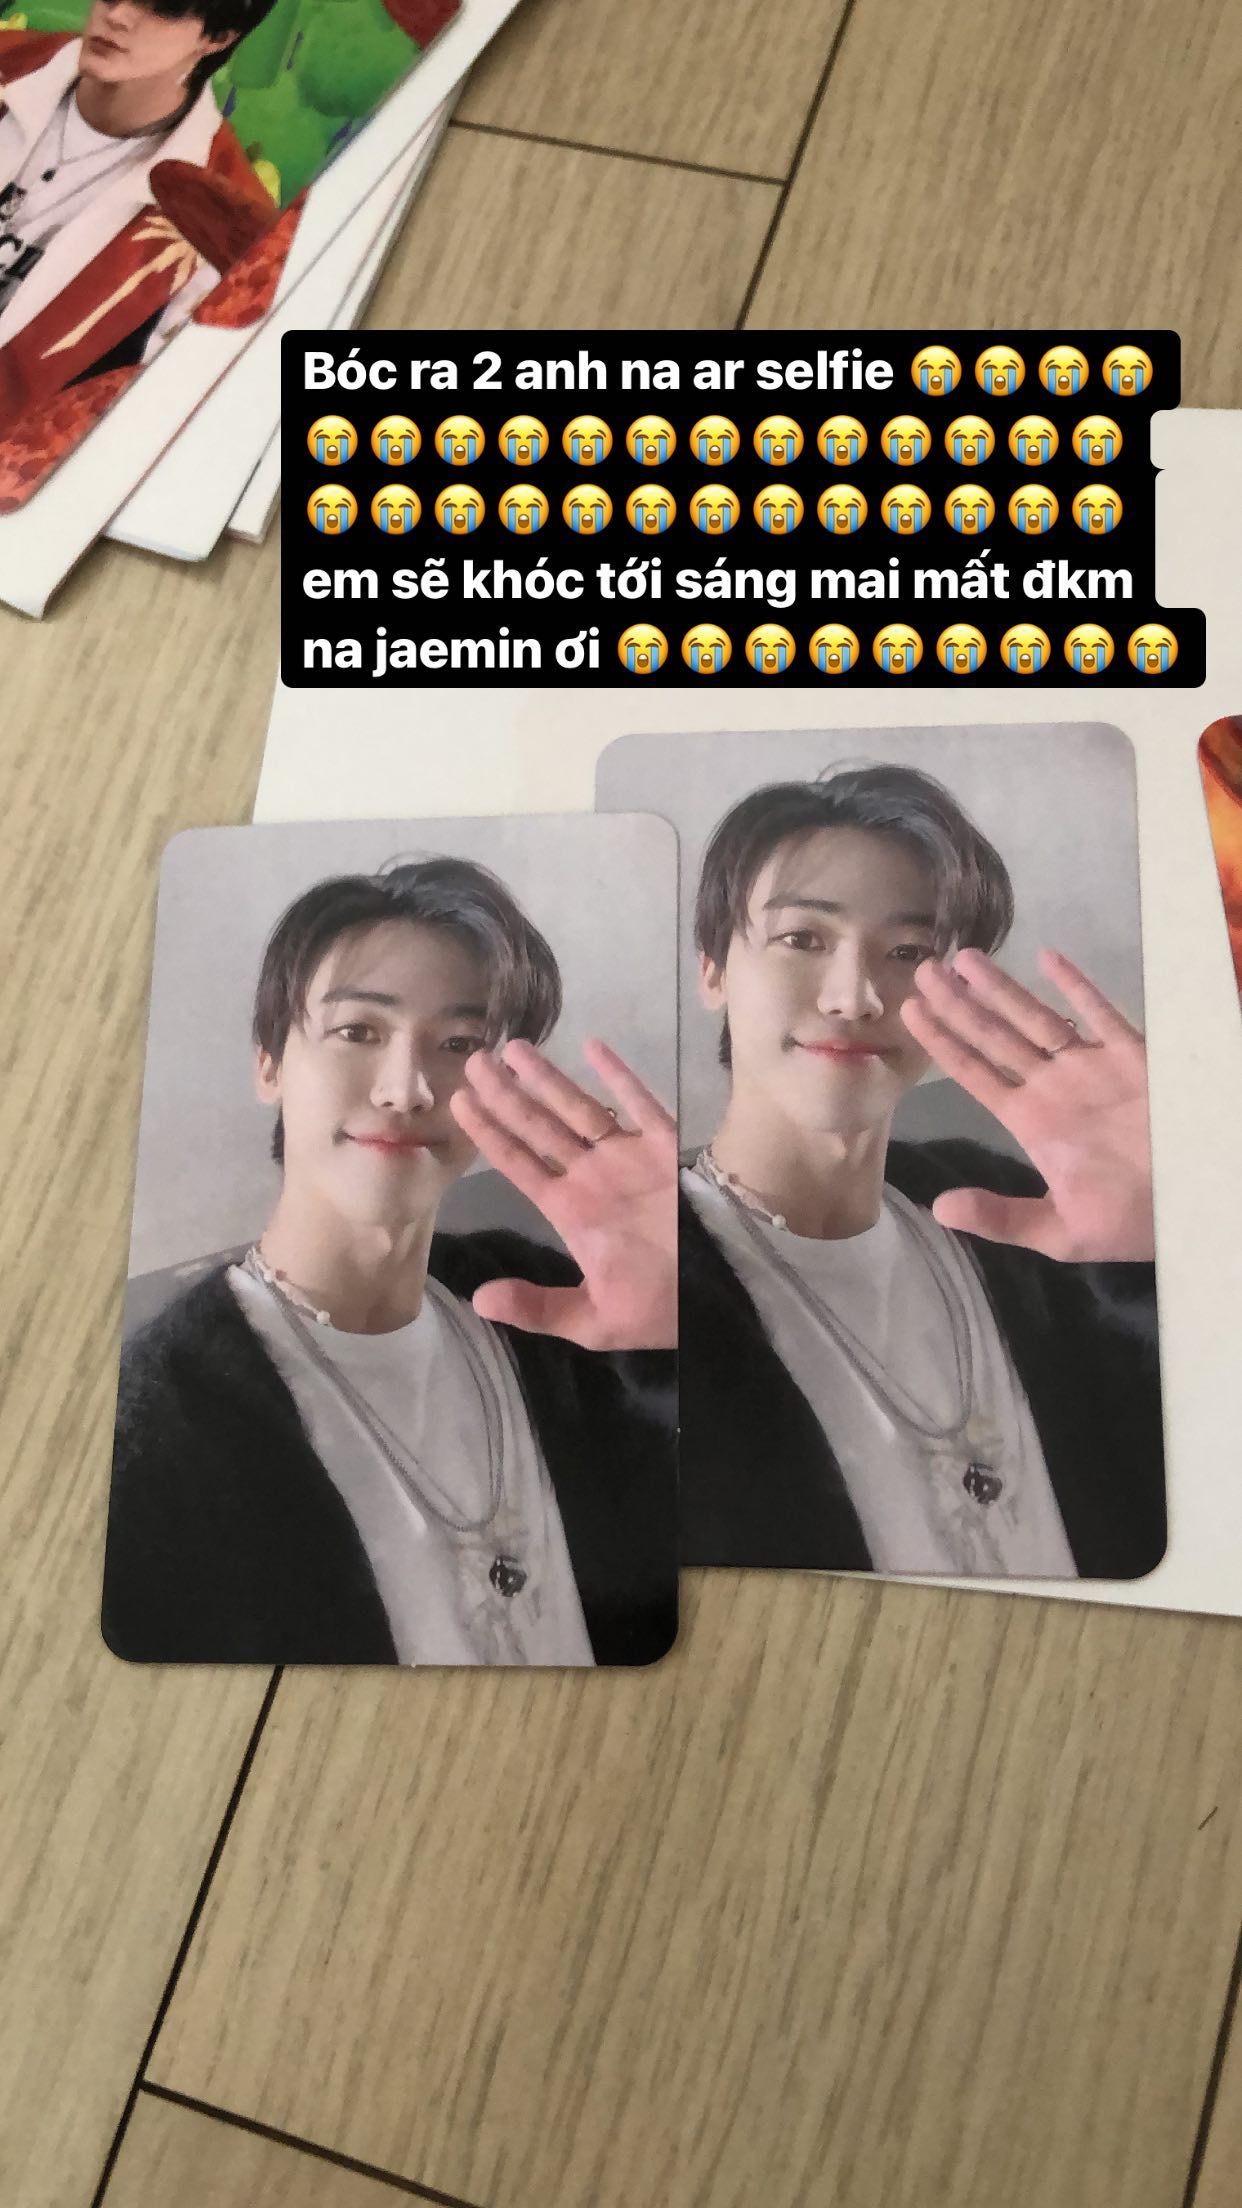 Bóc ra 2 anh na ar selfie 😭😭😭😭
😭😭😭😭😭😭😭😭😭😭😭😭😭
😭😭😭😭😭😭😭😭😭😭😭😭😭
em sẽ khóc tới sáng mai mất đkm
na jaemin ơi 😭😭😭😭😭😭😭😭😭